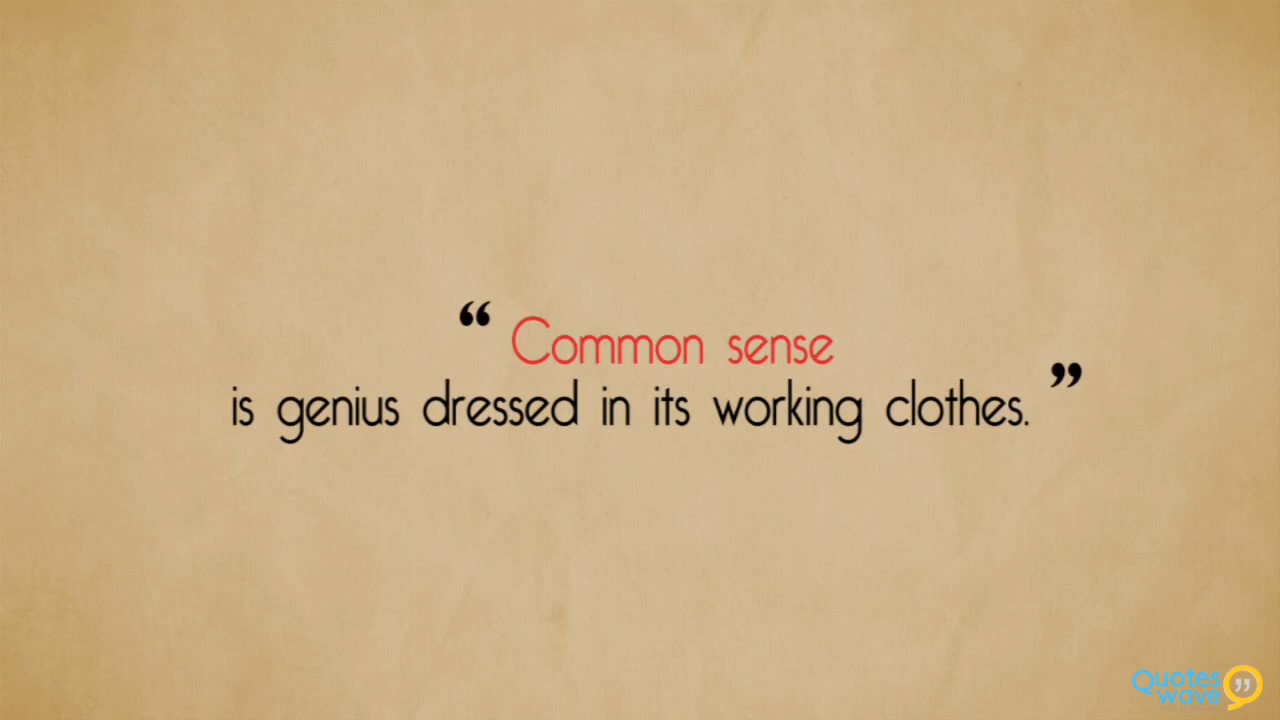 “ Common sense
is genius dressed in its working clothes. ”
Quotes
wave